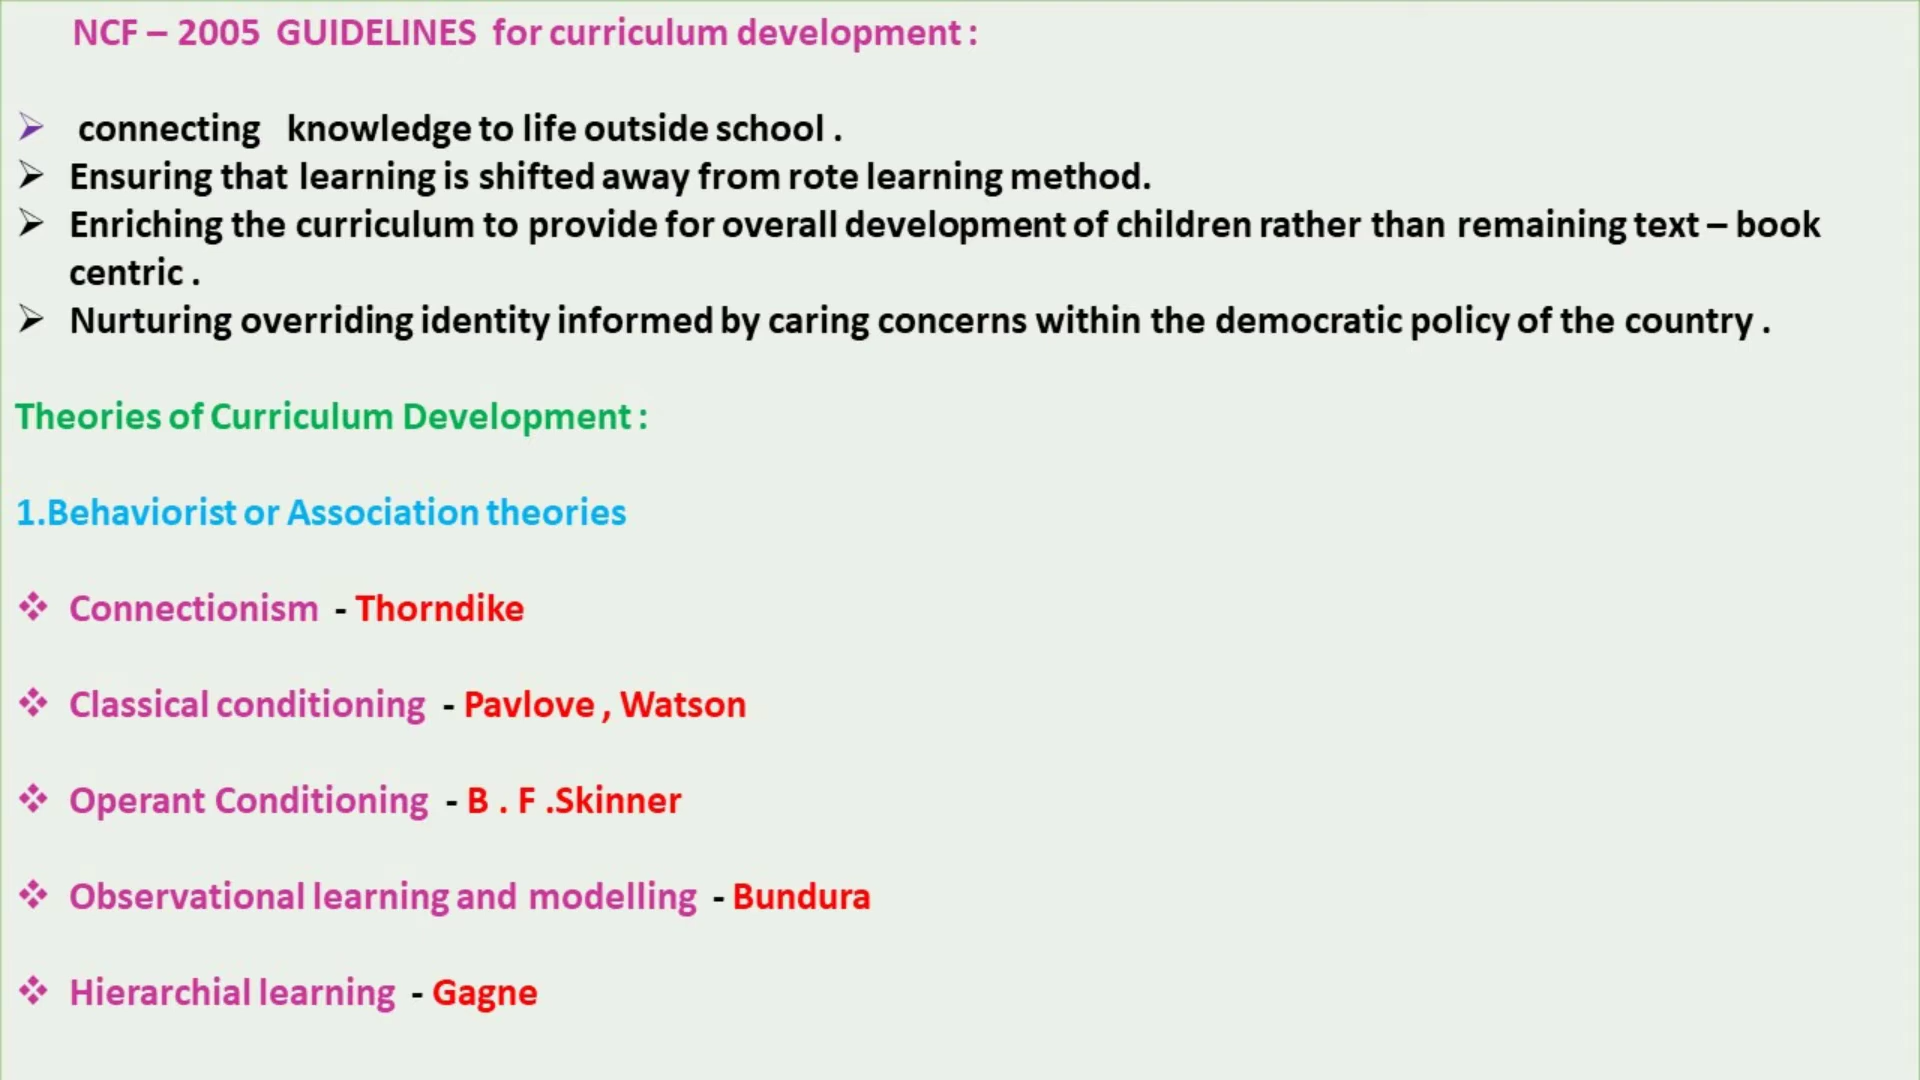 NCF – 2005 GUIDELINES for curriculum development :
connecting knowledge to life outside school .
Ensuring that learning is shifted away from rote learning method.
Enriching the curriculum to provide for overall development of children rather than remaining text – book
centric .
Nurturing overriding identity informed by caring concerns within the democratic policy of the country .
Theories of Curriculum Development :
1.Behaviorist or Association theories
Connectionism - Thorndike
Classical conditioning - Pavlove , Watson
Operant Conditioning - B . F .Skinner
Observational learning and modelling - Bundura
Hierarchial learning - Gagne